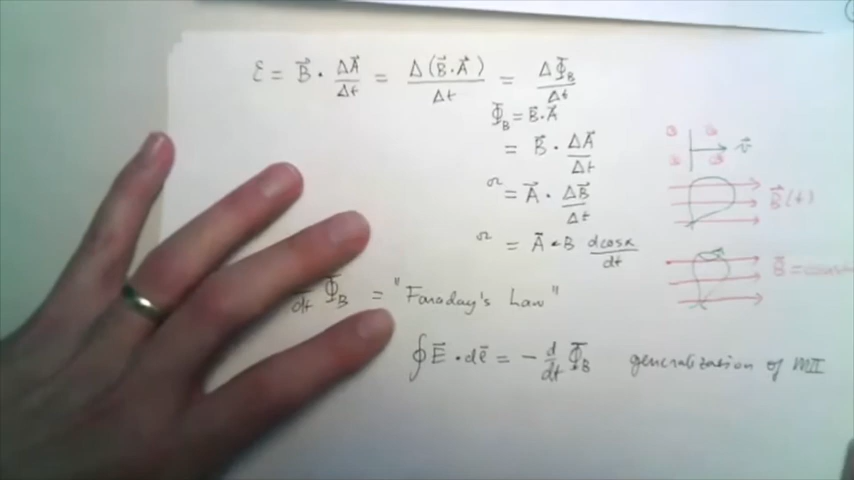 ℰ = B⃗ · ΔA⃗/Δt = Δ(B⃗·A⃗)/Δt = ΔΦ_B/Δt
Φ_B = B⃗·A⃗
= B⃗ · ΔA⃗/Δt
or = A⃗ · ΔB⃗/Δt
or = A⃗ · B dcosα/dt
v⃗
B⃗(t)
B⃗ = const
dt Φ_B = "Faraday's Law"
∮E⃗ · dℓ⃗ = − d/dt Φ_B generalization of MII